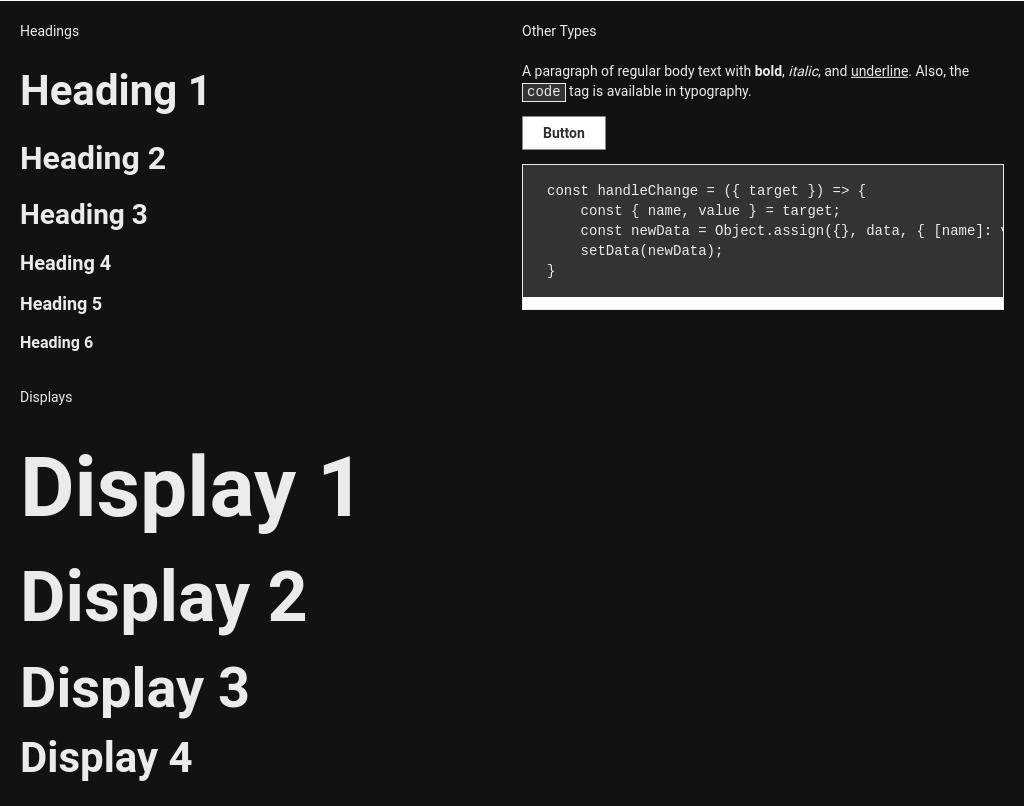 Headings
Heading 1
Heading 2
Heading 3
Heading 4
Heading 5
Heading 6
Displays
Display 1
Display 2
Display 3
Display 4
Other Types
A paragraph of regular body text with bold, italic, and underline. Also, the
code tag is available in typography.
Button
const handleChange = ({ target }) => {
    const { name, value } = target;
    const newData = Object.assign({}, data, { [name]:
    setData(newData);
}